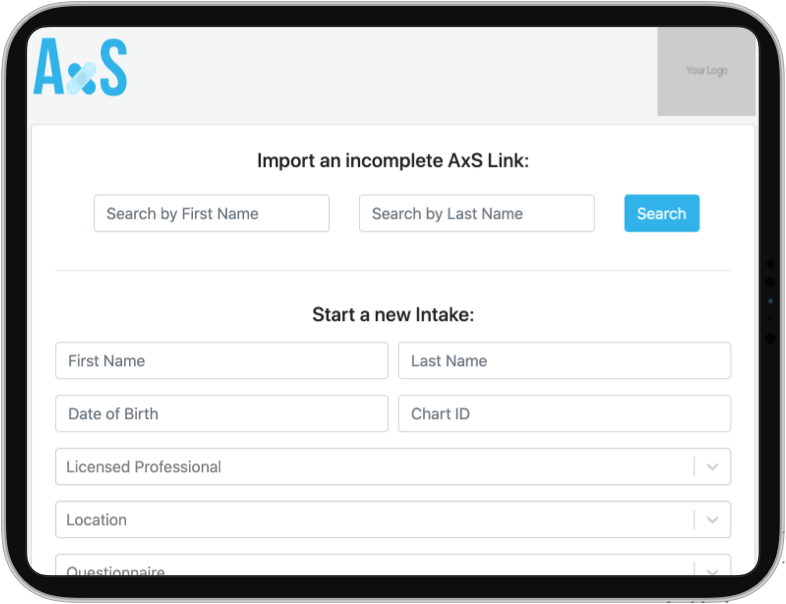 AxS
Your Logo
Import an incomplete AxS Link:
Search by First Name
Search by Last Name
Search
Start a new Intake:
First Name
Last Name
Date of Birth
Chart ID
Licensed Professional
Location
Questionnaire